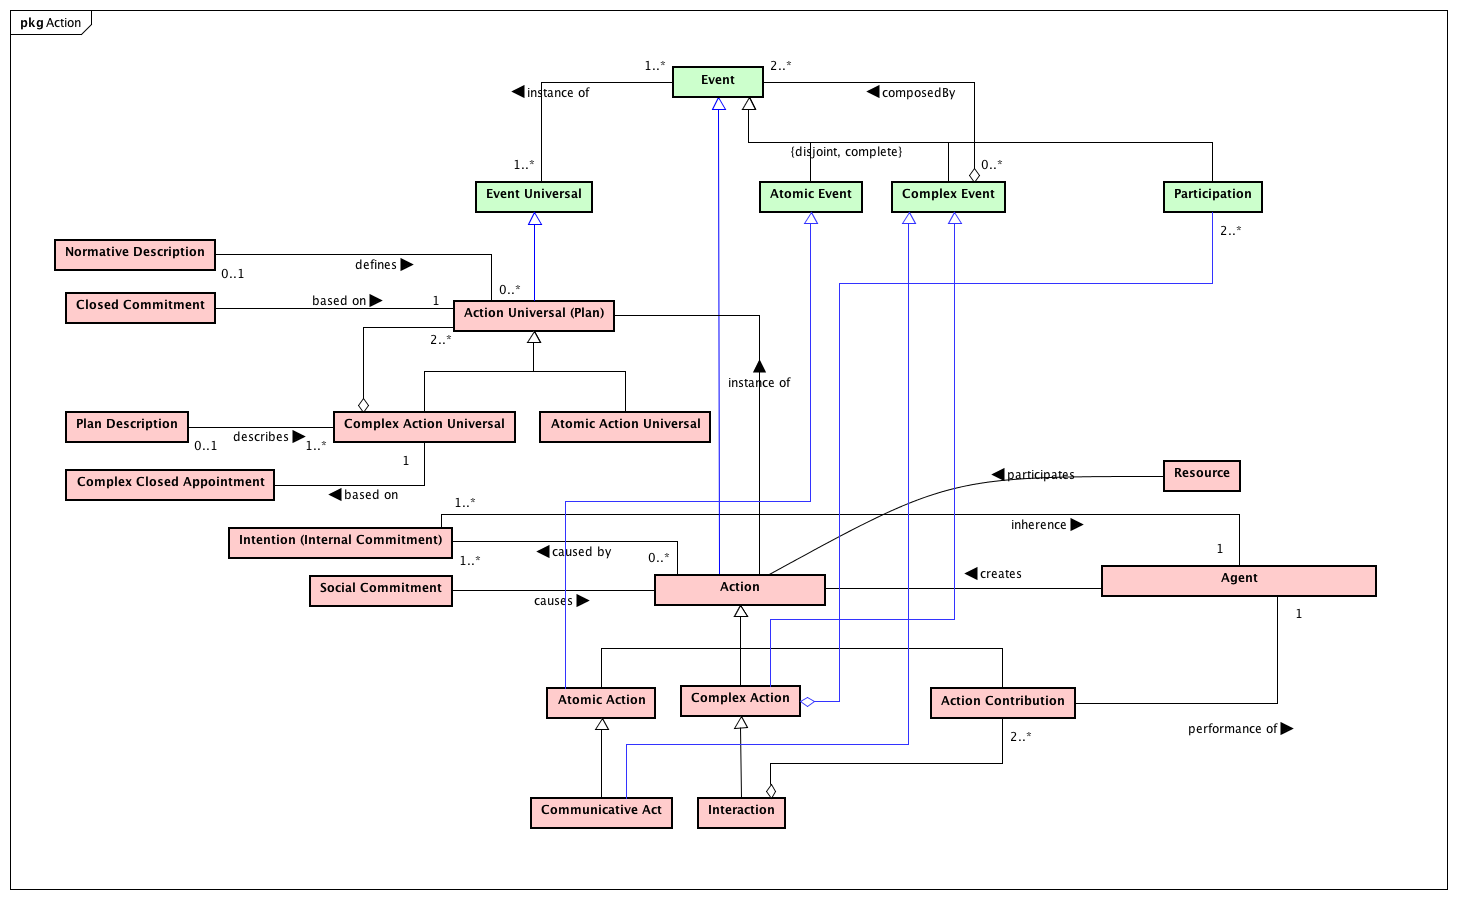 pkg Action
1..*
Event
2..*
instance of
composedBy
{disjoint, complete}
1..*
0..*
Event Universal
Atomic Event
Complex Event
Participation
2..*
Normative Description
0..1
defines
0..*
Closed Commitment
based on
1
Action Universal (Plan)
2..*
instance of
Plan Description
0..1
describes
1..*
Complex Action Universal
Atomic Action Universal
1
Complex Closed Appointment
based on
participates
Resource
1..*
inherence
1
Intention (Internal Commitment)
1..*
caused by
0..*
Social Commitment
causes
Action
creates
Agent
1
Atomic Action
Complex Action
Action Contribution
2..*
performance of
Communicative Act
Interaction